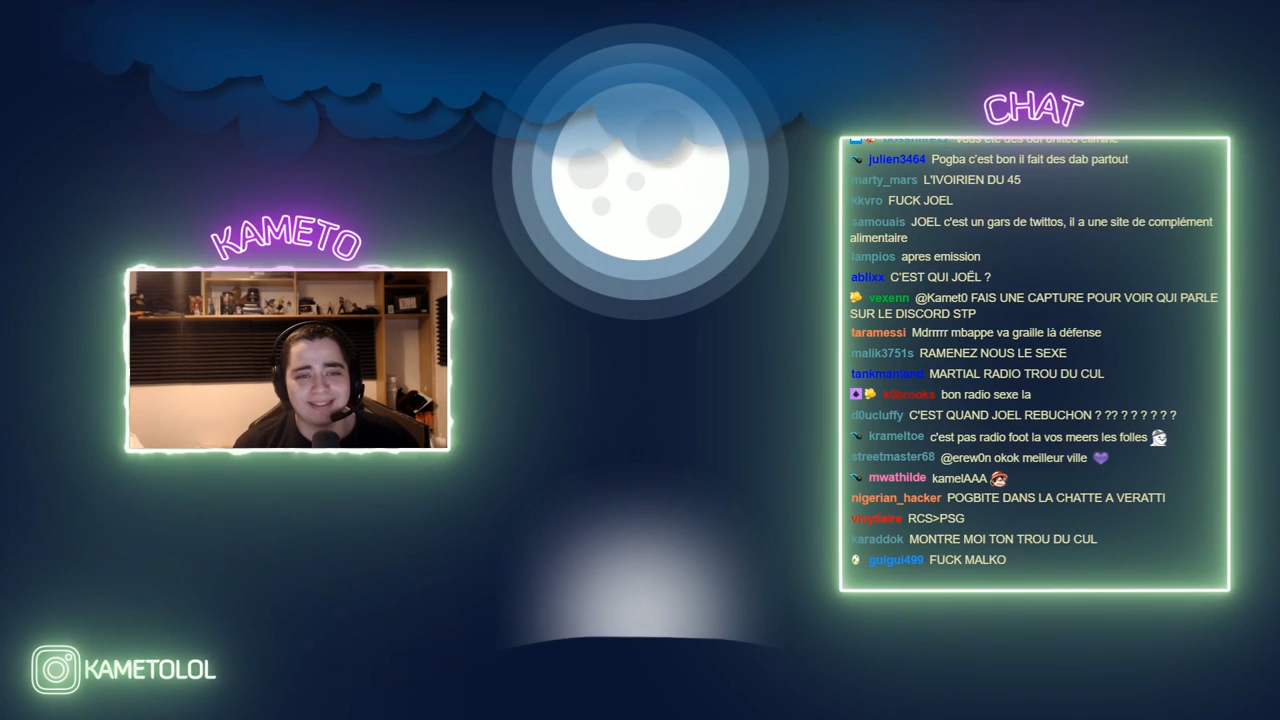 CHAT
julien3464 Pogba c'est bon il fait des dab partout
marty_mars L'IVOIRIEN DU 45
kkvro FUCK JOEL
samouais JOEL c'est un gars de twittos, il a une site de complément
alimentaire
lampios apres emission
ablixx C'EST QUI JOËL ?
vexenn @Kamet0 FAIS UNE CAPTURE POUR VOIR QUI PARLE
SUR LE DISCORD STP
taramessi Mdrrrrr mbappe va graille là défense
malik3751s RAMENEZ NOUS LE SEXE
tankmanland MARTIAL RADIO TROU DU CUL
k0brooks bon radio sexe la
d0ucluffy C'EST QUAND JOEL REBUCHON ? ?? ? ? ? ? ? ?
krameltoe c'est pas radio foot la vos meers les folles
streetmaster68 @erew0n okok meilleur ville
mwathilde kamelAAA
nigerian_hacker POGBITE DANS LA CHATTE A VERATTI
RCS>PSG
karaddok MONTRE MOI TON TROU DU CUL
guigui499 FUCK MALKO
KAMETO
KAMETOLOL